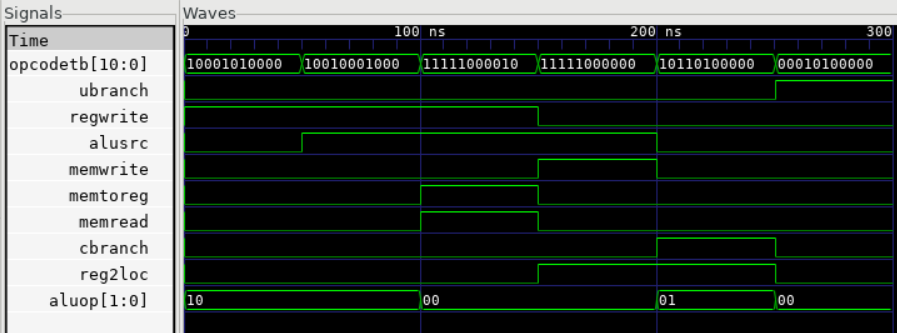 Signals
Waves
Time
0 100 ns 200 ns 300
opcodetb[10:0] 10001010000 10010001000 11111000010 11111000000 10110100000 00010100000
ubranch
regwrite
alusrc
memwrite
memtoreg
memread
cbranch
reg2loc
aluop[1:0] 10 00 01 00